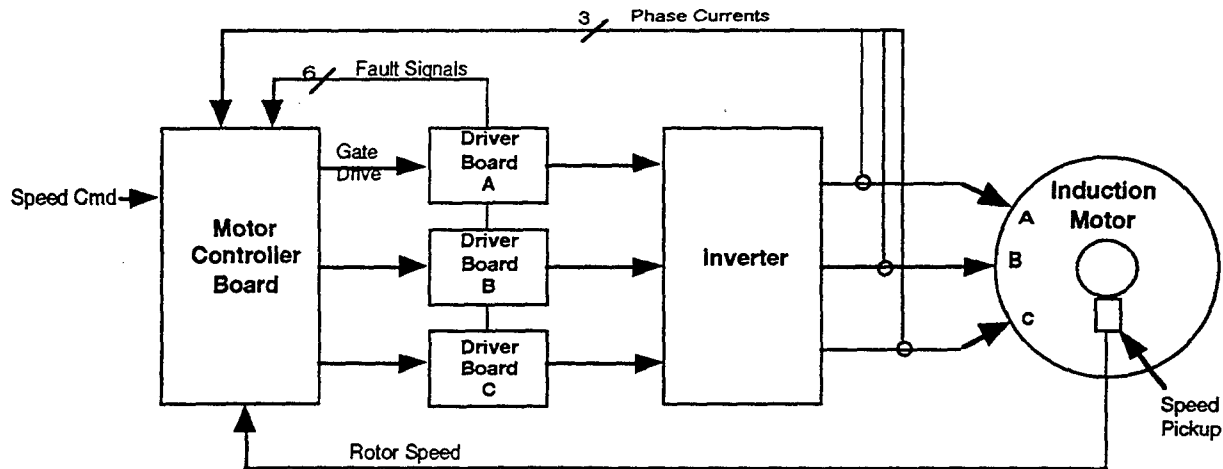 3 Phase Currents
6 Fault Signals
Driver
Board
A
Gate
Drive
Speed Cmd
Motor
Controller
Board
Driver
Board
B
Driver
Board
C
Inverter
Induction
Motor
A
B
C
Speed
Pickup
Rotor Speed